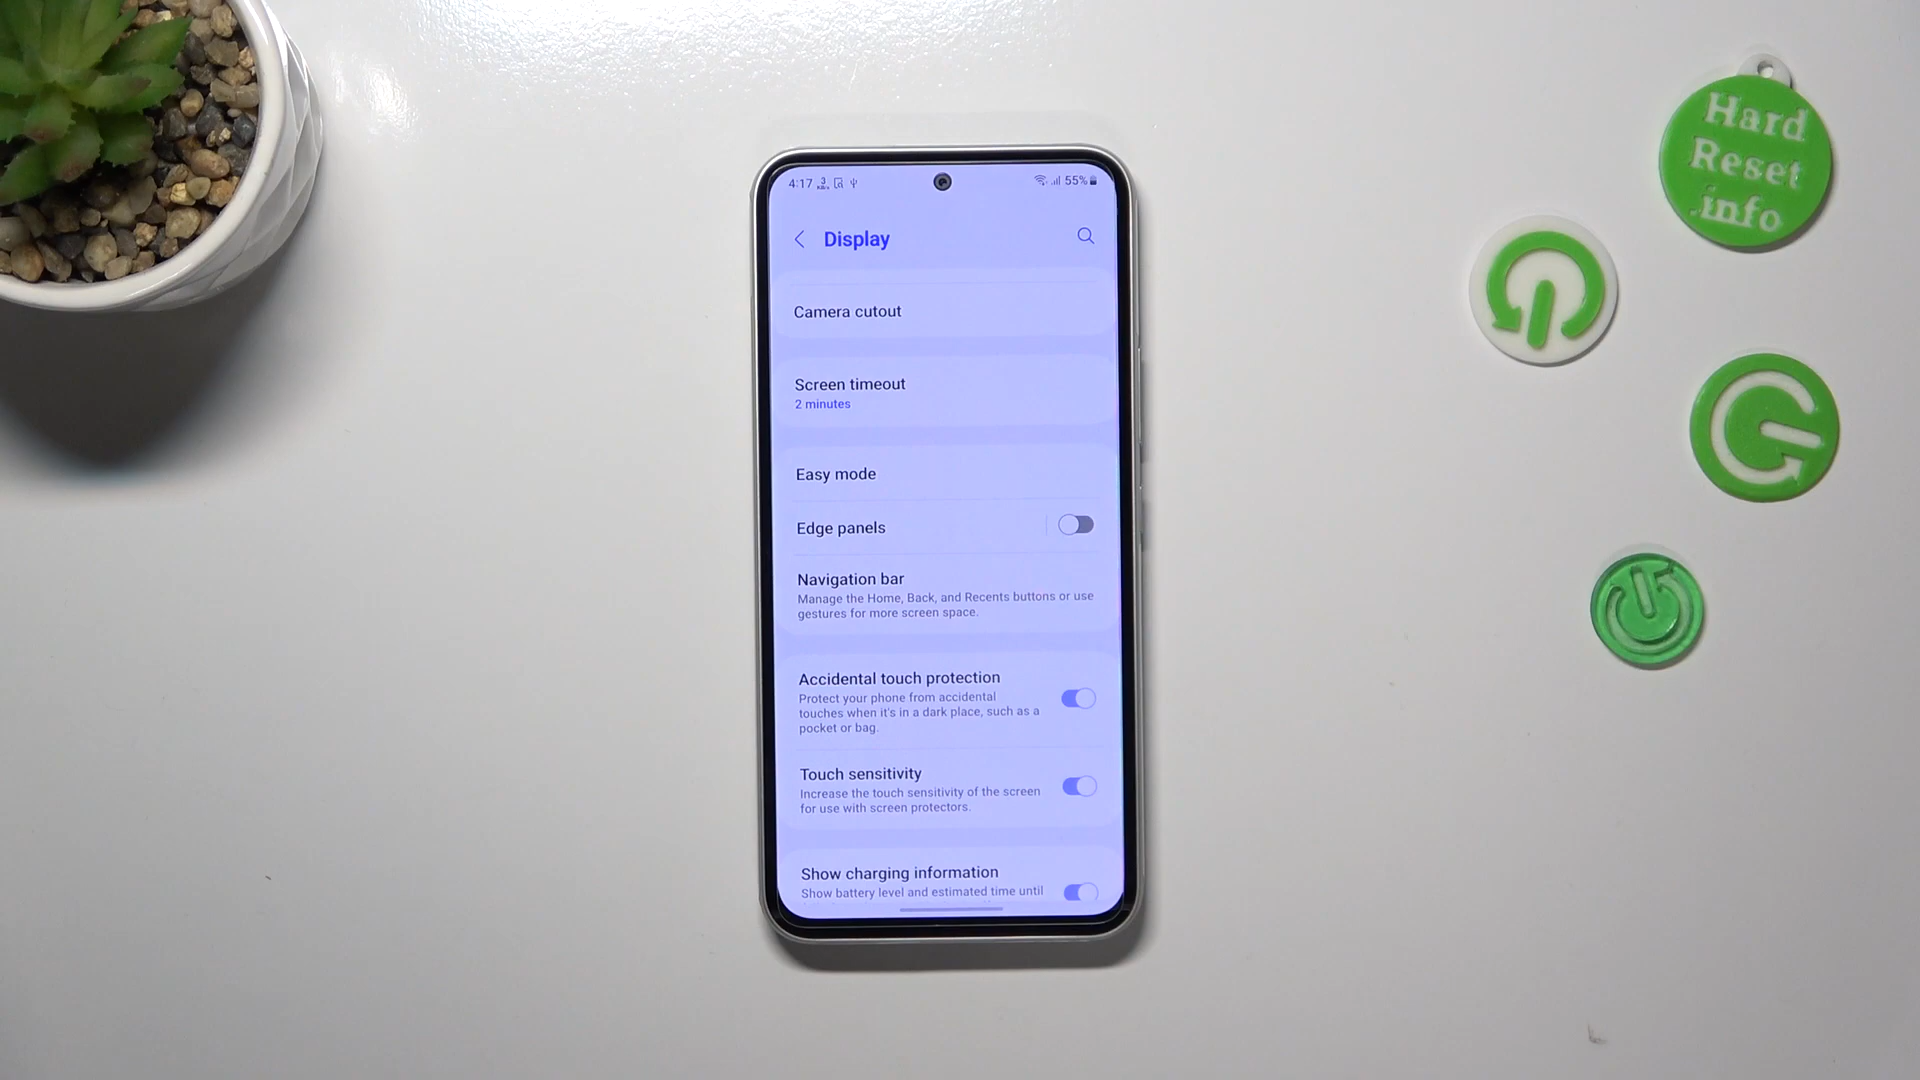 4:17
55%
Display
Camera cutout
Screen timeout
2 minutes
Easy mode
Edge panels
Navigation bar
Manage the Home, Back, and Recents buttons or use
gestures for more screen space.
Accidental touch protection
Protect your phone from accidental
touches when it's in a dark place, such as a
pocket or bag.
Touch sensitivity
Increase the touch sensitivity of the screen
for use with screen protectors.
Show charging information
Show battery level and estimated time until
Hard
Reset
info